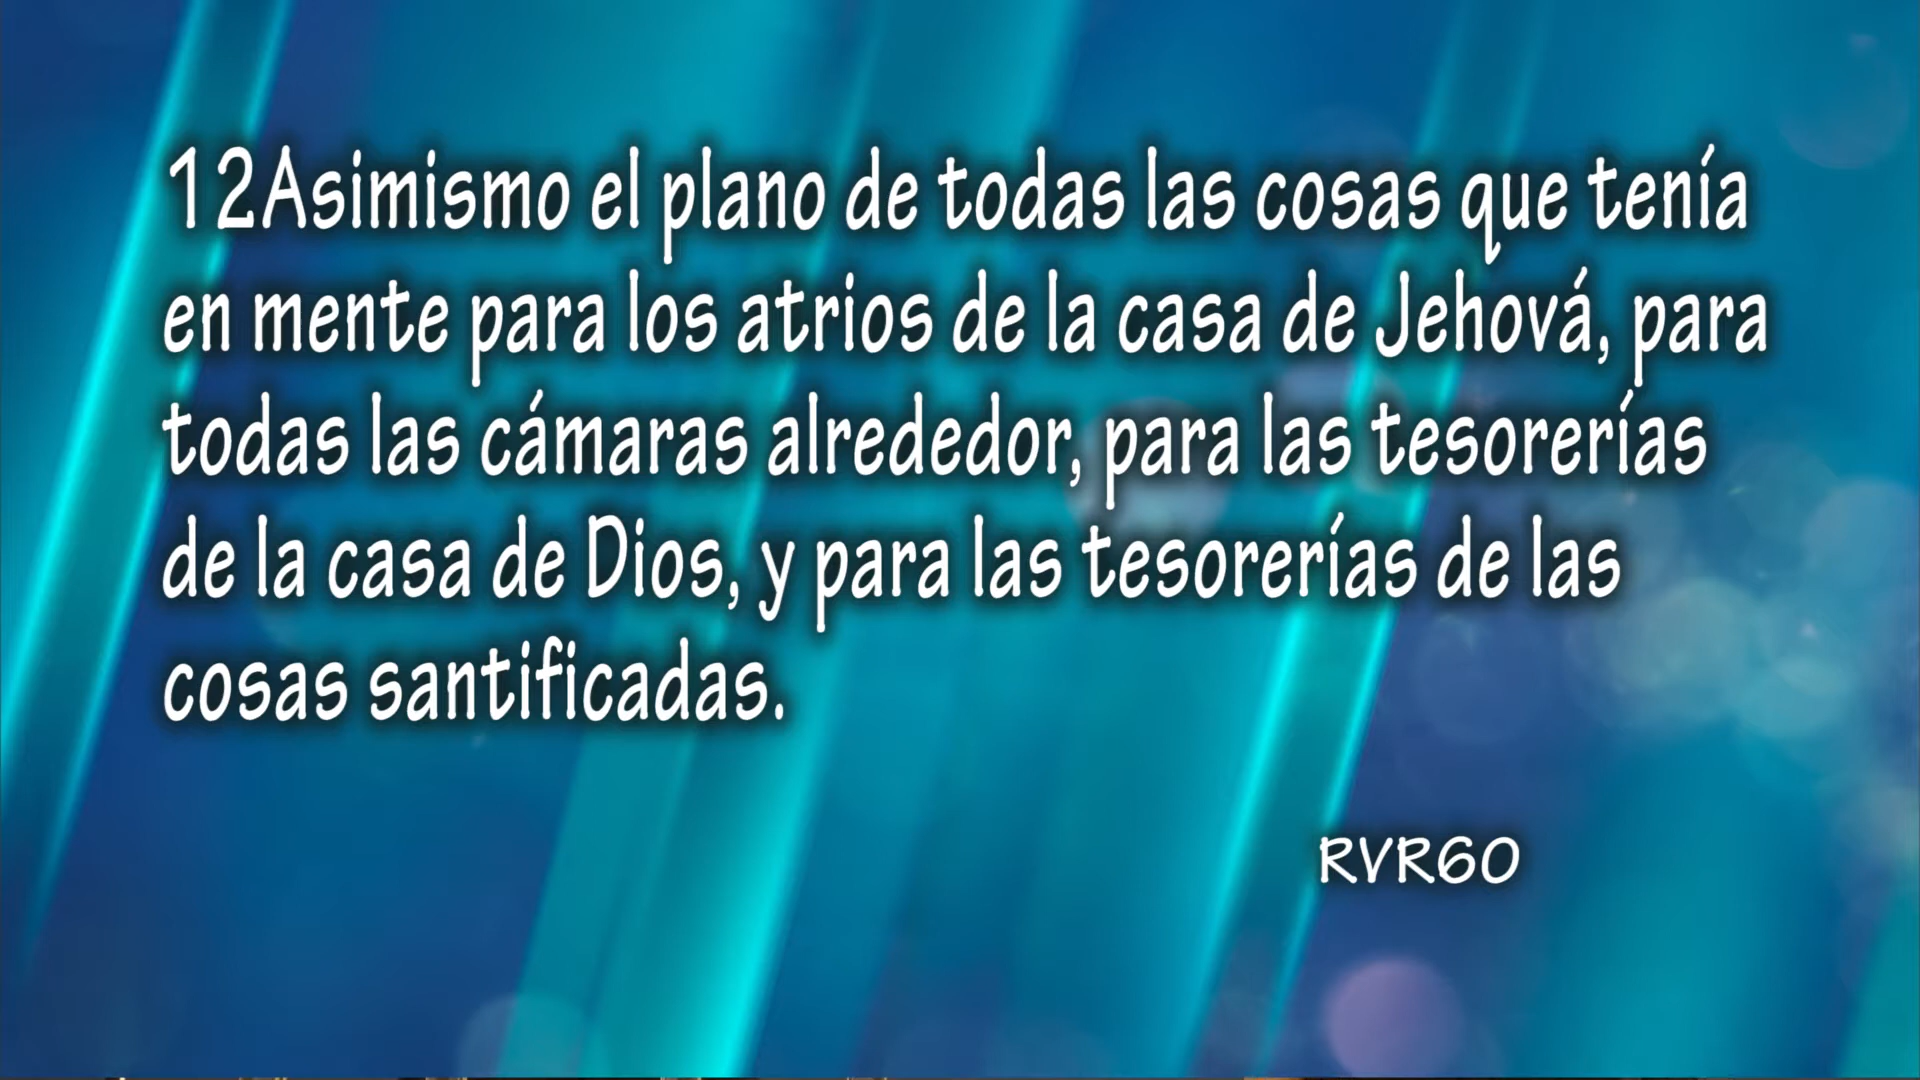 12Asimismo el plano de todas las cosas que tenía
en mente para los atrios de la casa de Jehová, para
todas las cámaras alrededor, para las tesorerías
de la casa de Dios, y para las tesorerías de las
cosas santificadas.
RVR60